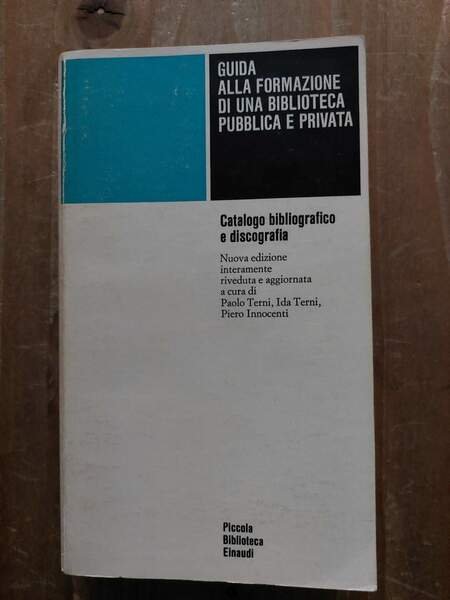 GUIDA
ALLA FORMAZIONE
DI UNA BIBLIOTECA
PUBBLICA E PRIVATA
Catalogo bibliografico
e discografia
Nuova edizione
interamente
riveduta e aggiornata
a cura di
Paolo Terni, Ida Terni,
Piero Innocenti
Piccola
Biblioteca
Einaudi